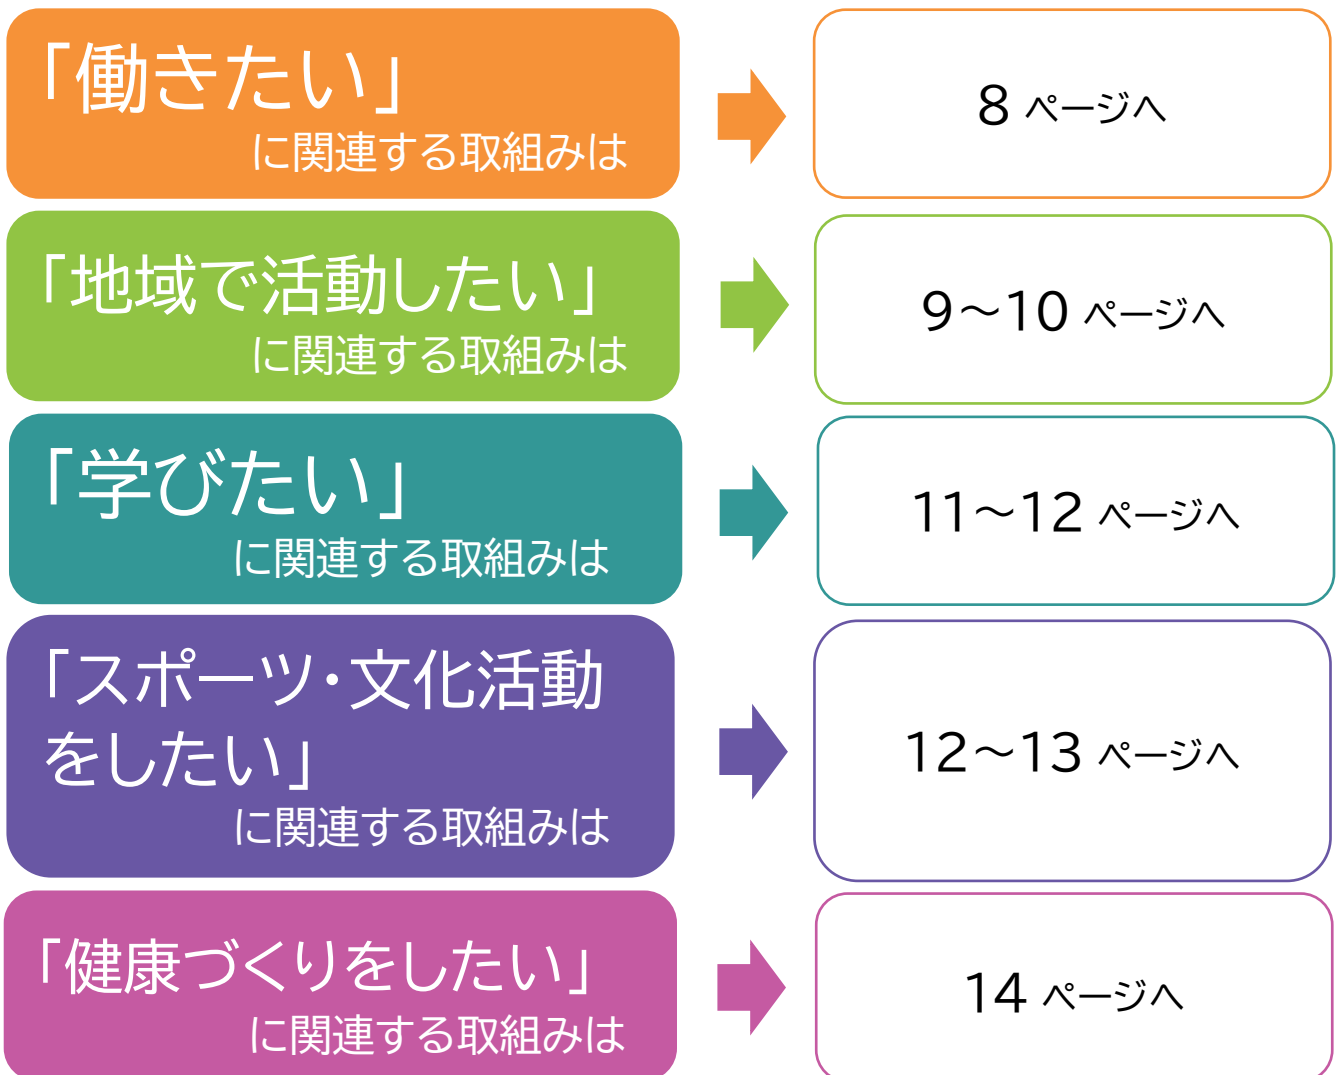 「働きたい」
に関連する取組みは
8 ページへ
「地域で活動したい」
に関連する取組みは
9～10 ページへ
「学びたい」
に関連する取組みは
11～12 ページへ
「スポーツ・文化活動
をしたい」
に関連する取組みは
12～13 ページへ
「健康づくりをしたい」
に関連する取組みは
14 ページへ